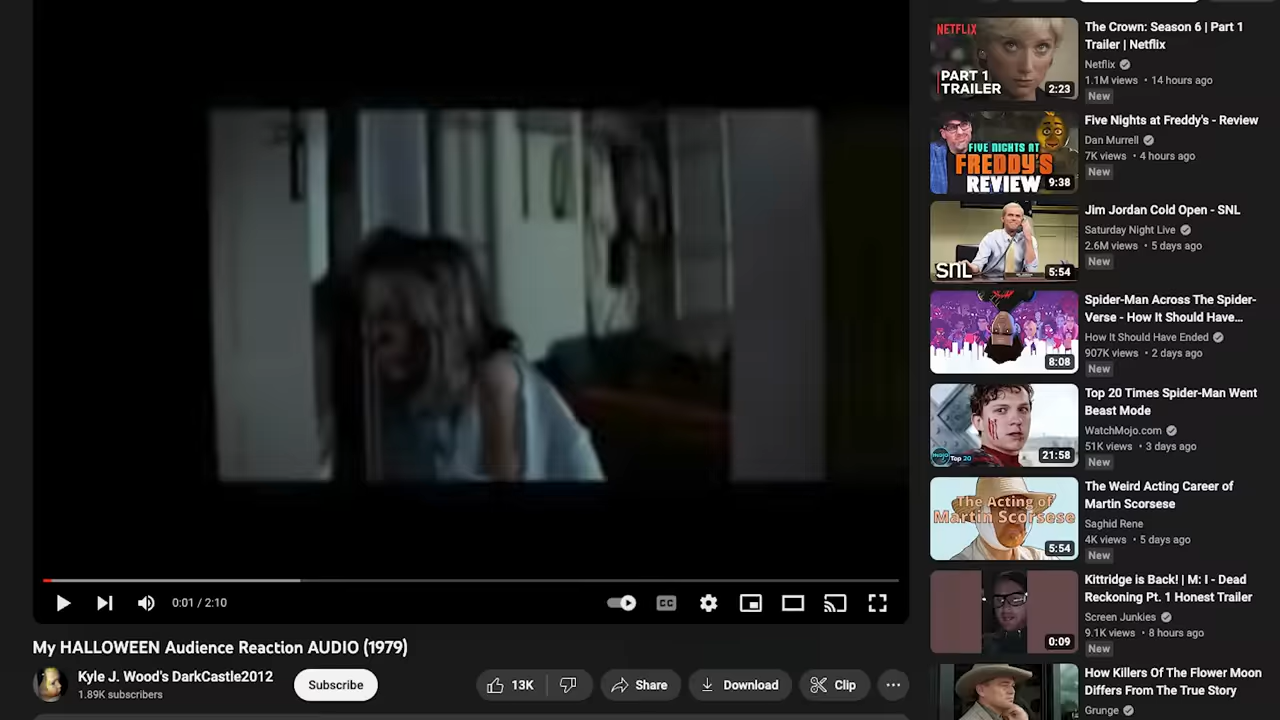 0:01 / 2:10
CC
My HALLOWEEN Audience Reaction AUDIO (1979)
Kyle J. Wood's DarkCastle2012
1.89K subscribers
Subscribe
13K
Share
Download
Clip
NETFLIX
PART 1
TRAILER
2:23
The Crown: Season 6 | Part 1
Trailer | Netflix
Netflix
1.1M views • 14 hours ago
New
FIVE NIGHTS AT
FREDDY'S
REVIEW
9:38
Five Nights at Freddy's - Review
Dan Murrell
7K views • 4 hours ago
New
SNL
5:54
Jim Jordan Cold Open - SNL
Saturday Night Live
2.6M views • 5 days ago
New
8:08
Spider-Man Across The Spider-
Verse - How It Should Have...
How It Should Have Ended
907K views • 2 days ago
New
Top 20
21:58
Top 20 Times Spider-Man Went
Beast Mode
WatchMojo.com
51K views • 3 days ago
New
The Acting of
Martin Scorsese
5:54
The Weird Acting Career of
Martin Scorsese
Saghid Rene
4K views • 5 days ago
New
0:09
Kittridge is Back! | M: I - Dead
Reckoning Pt. 1 Honest Trailer
Screen Junkies
9.1K views • 8 hours ago
New
How Killers Of The Flower Moon
Differs From The True Story
Grunge